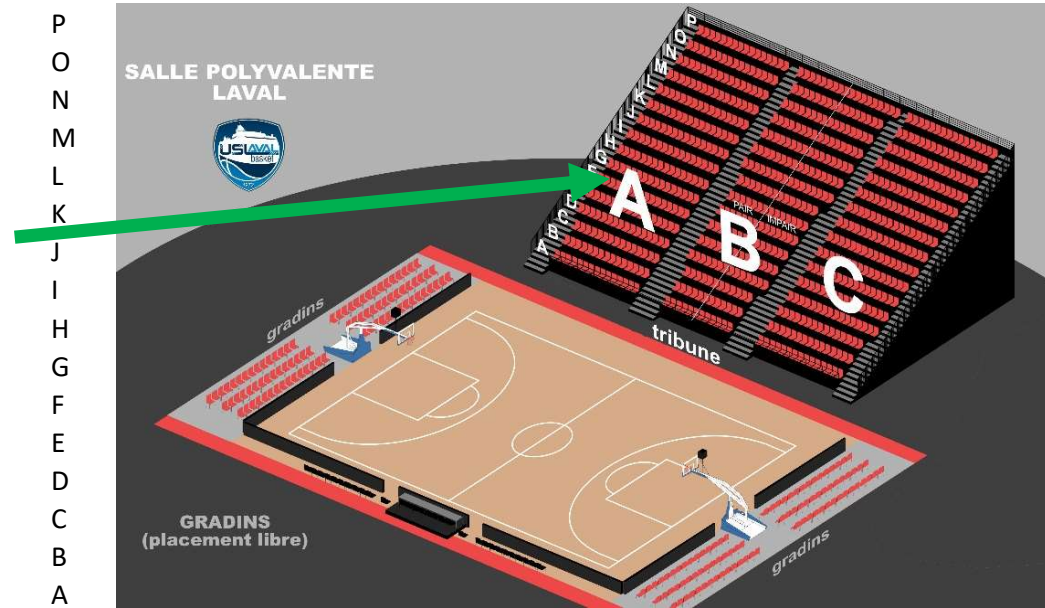 P
O
N
M
L
K
J
I
H
G
F
E
D
C
B
A
SALLE POLYVALENTE
LAVAL
USLAVAL
basket
P
O
N
M
L
K
J
I
H
G
D
C
B
A
A
PAIR IMPAIR
B
C
tribune
gradins
GRADINS
(placement libre)
gradins